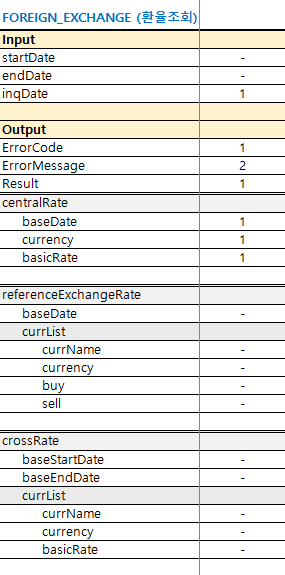 FOREIGN_EXCHANGE (환율조회)
Input
startDate -
endDate -
inqDate 1
Output
ErrorCode 1
ErrorMessage 2
Result 1
centralRate
baseDate 1
currency 1
basicRate 1
referenceExchangeRate
baseDate -
currList
currName -
currency -
buy -
sell -
crossRate
baseStartDate -
baseEndDate -
currList
currName -
currency -
basicRate -